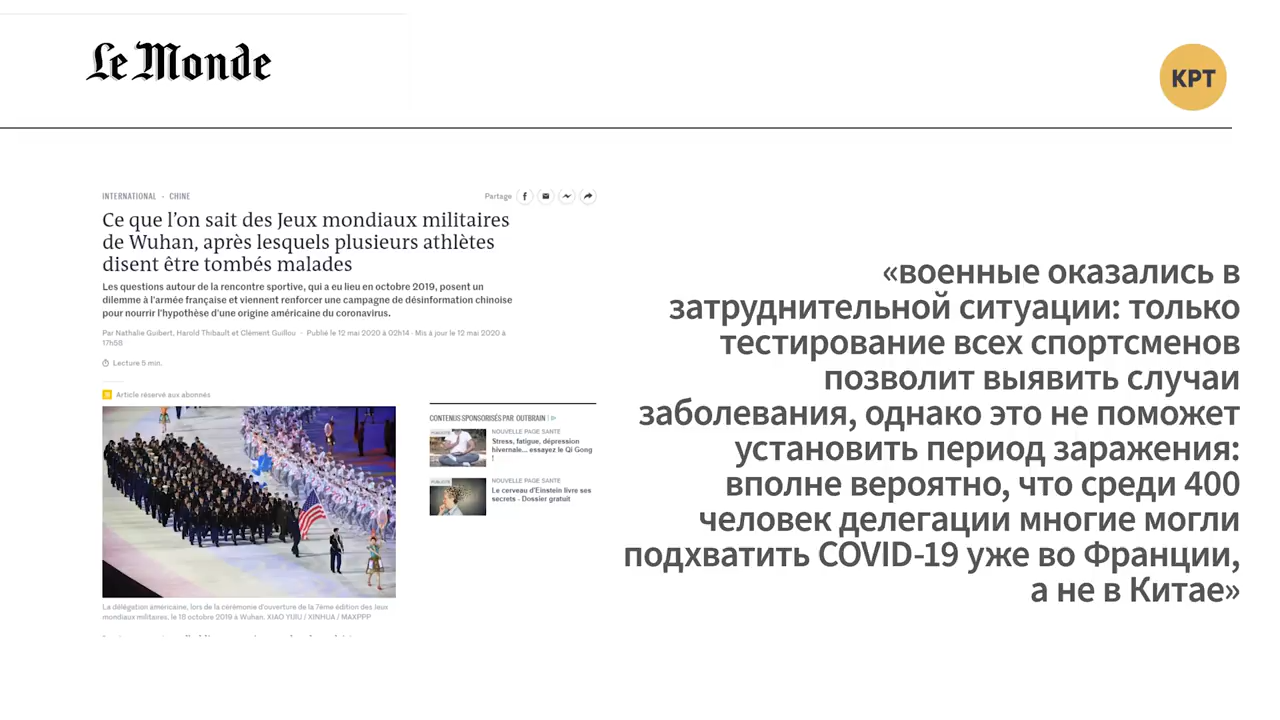 Le Monde
КРТ
INTERNATIONAL - CHINE
Partage
Ce que l'on sait des Jeux mondiaux militaires
de Wuhan, après lesquels plusieurs athlètes
disent être tombés malades
Les questions autour de la rencontre sportive, qui a eu lieu en octobre 2019, posent un
dilemme à l'armée française et viennent renforcer une campagne de désinformation chinoise
pour nourrir l'hypothèse d'une origine américaine du coronavirus.
Par Nathalie Guibert, Harold Thibault et Clément Guillou · Publié le 12 mai 2020 à 02h14 - Mis à jour le 12 mai 2020 à
17h58
Lecture 5 min.
Article réservé aux abonnés
La délégation américaine, lors de la cérémonie d'ouverture de la 7ème édition des Jeux
mondiaux militaires, le 18 octobre 2019 à Wuhan. XIAO YIJIU / XINHUA / MAXPPP
CONTENUS SPONSORISÉS PAR OUTBRAIN
PUBLICITÉ
NOUVELLE PAGE SANTE
Stress, fatigue, dépression
hivernale... essayez le Qi Gong
!
PUBLICITÉ
NOUVELLE PAGE SANTE
Le cerveau d'Einstein livre ses
secrets - Dossier gratuit
«военные оказались в
затруднительной ситуации: только
тестирование всех спортсменов
позволит выявить случаи
заболевания, однако это не поможет
установить период заражения:
вполне вероятно, что среди 400
человек делегации многие могли
подхватить COVID-19 уже во Франции,
а не в Китае»